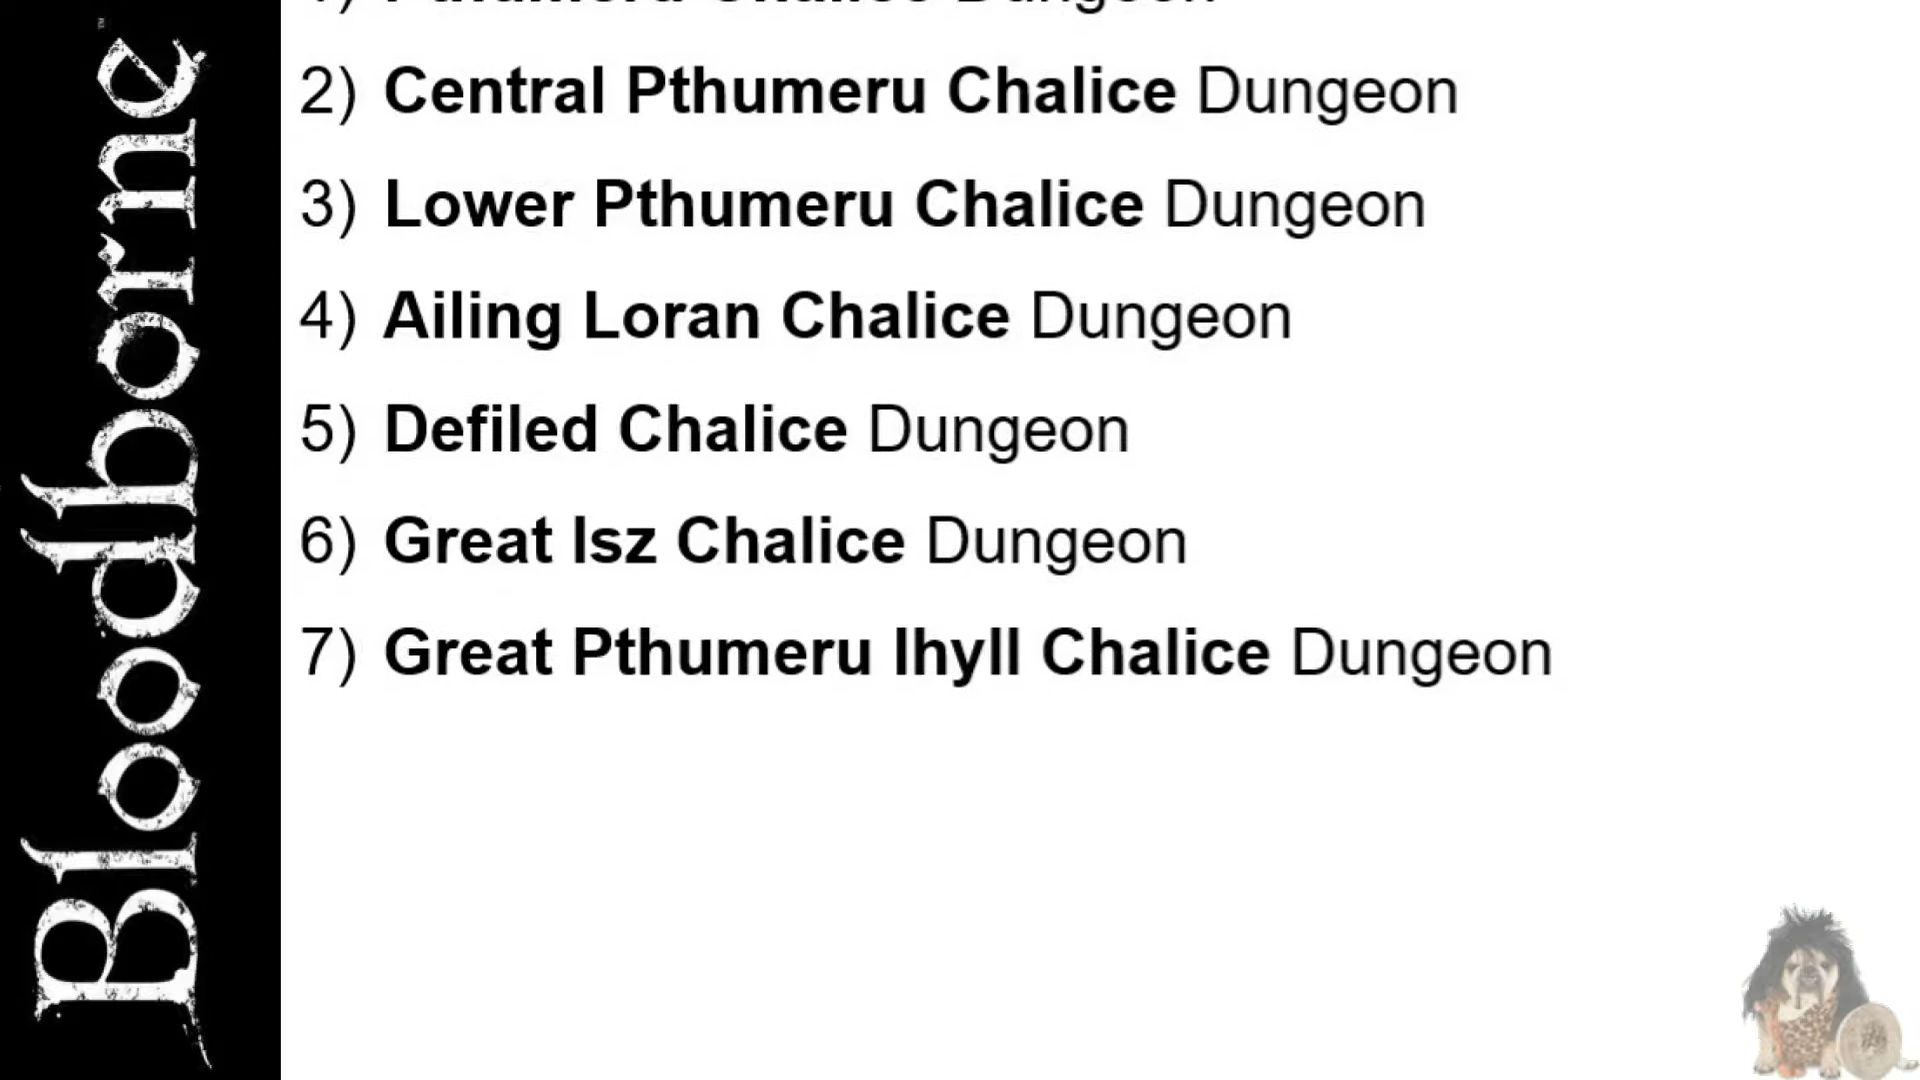 Bloodborne
2) Central Pthumeru Chalice Dungeon
3) Lower Pthumeru Chalice Dungeon
4) Ailing Loran Chalice Dungeon
5) Defiled Chalice Dungeon
6) Great Isz Chalice Dungeon
7) Great Pthumeru Ihyll Chalice Dungeon